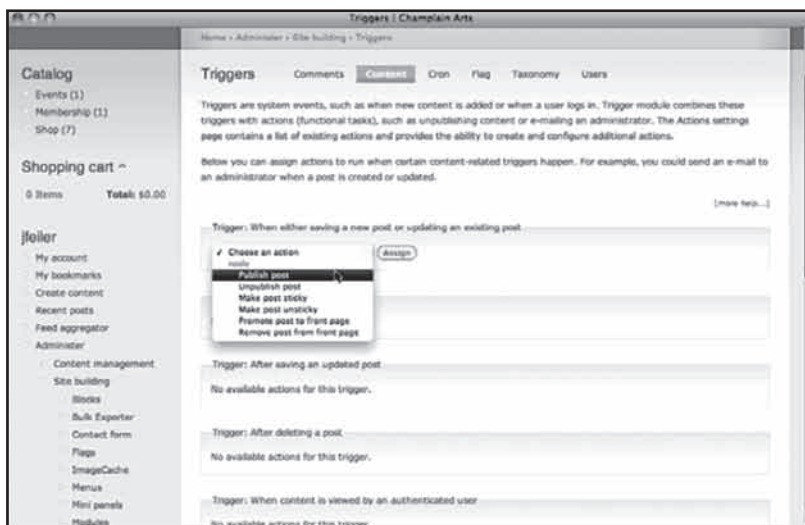 Triggers | Champlain Arts
Home › Administer › Site building › Triggers
Catalog
Events (1)
Membership (1)
Shop (7)
Shopping cart ^
0 Items Total: $0.00
jfeiler
My account
My bookmarks
Create content
Recent posts
Feed aggregator
Administer
Content management
Site building
Blocks
Bulk Exporter
Contact form
Flags
ImageCache
Menus
Mini panels
Modules
Triggers Comments Content Cron Flag Taxonomy Users
Triggers are system events, such as when new content is added or when a user logs in. Trigger module combines these
triggers with actions (functional tasks), such as unpublishing content or e-mailing an administrator. The Actions settings
page contains a list of existing actions and provides the ability to create and configure additional actions.
Below you can assign actions to run when certain content-related triggers happen. For example, you could send an e-mail to
an administrator when a post is created or updated.
[more help...]
Trigger: When either saving a new post or updating an existing post
✓ Choose an action Assign
node
Publish post
Unpublish post
Make post sticky
Make post unsticky
Promote post to front page
Remove post from front page
Trigger: After saving an updated post
No available actions for this trigger.
Trigger: After deleting a post
No available actions for this trigger.
Trigger: When content is viewed by an authenticated user
No available actions for this trigger.